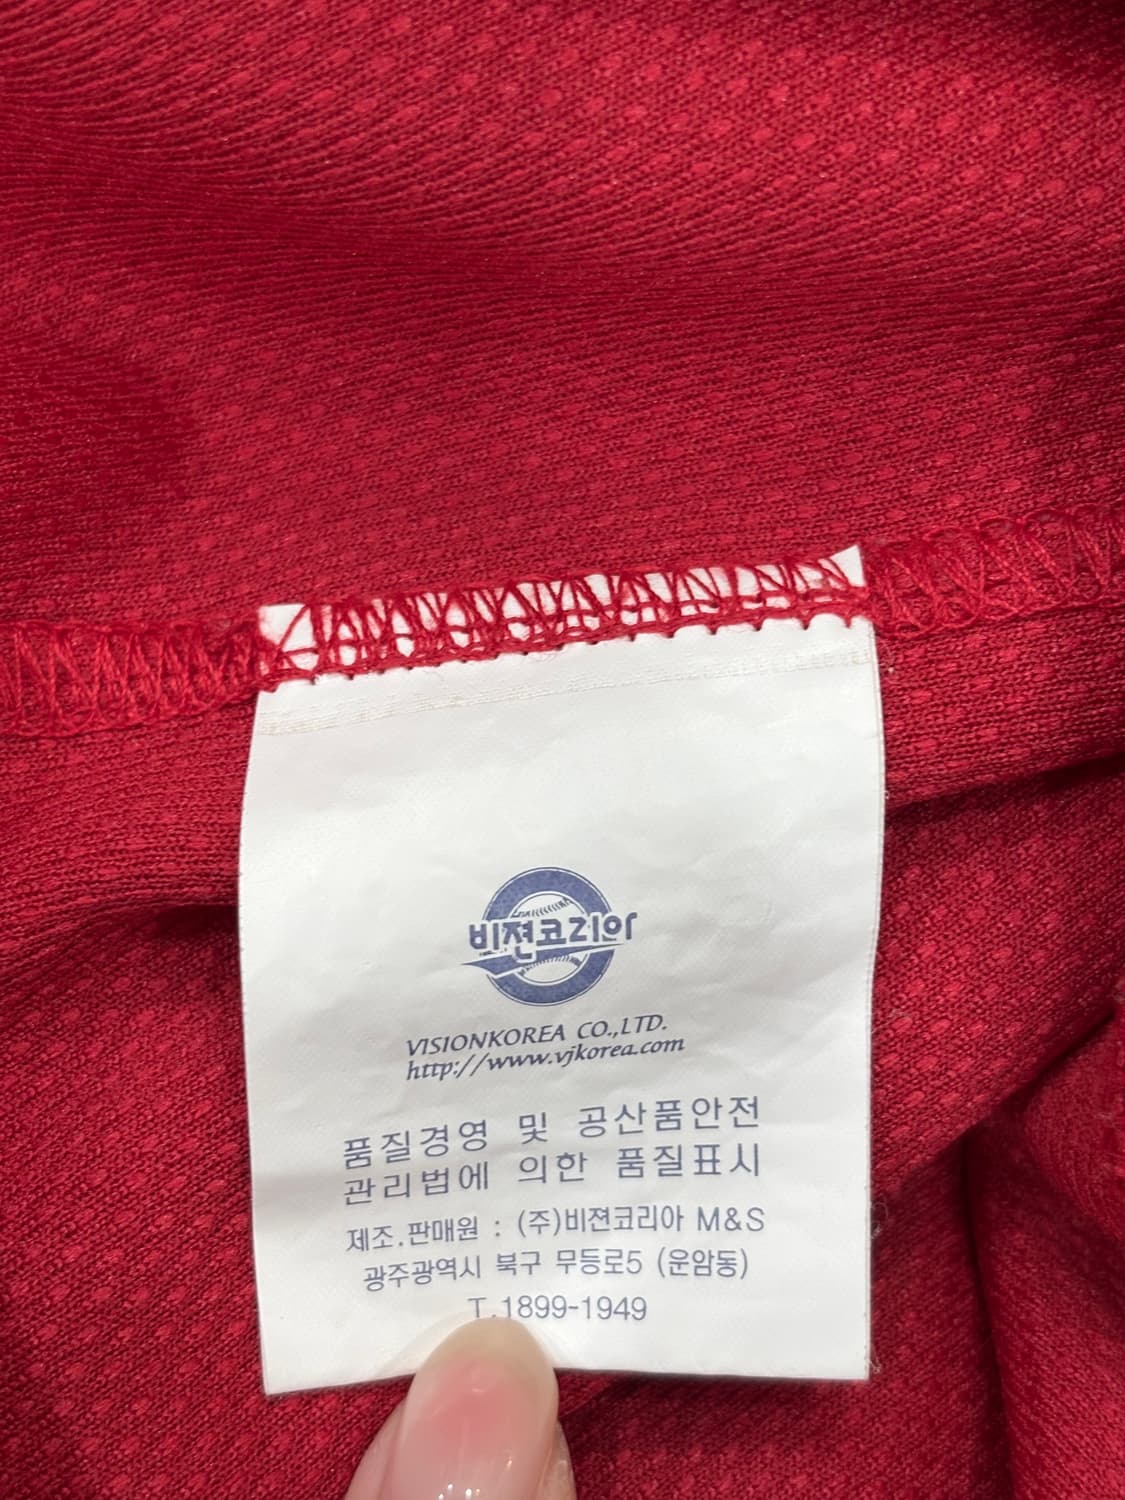 비젼코리아
VISIONKOREA CO.,LTD.
http://www.vjkorea.com
품질경영 및 공산품안전
관리법에 의한 품질표시
제조.판매원 : (주)비젼코리아 M&S
광주광역시 북구 무등로5 (운암동)
T.1899-1949